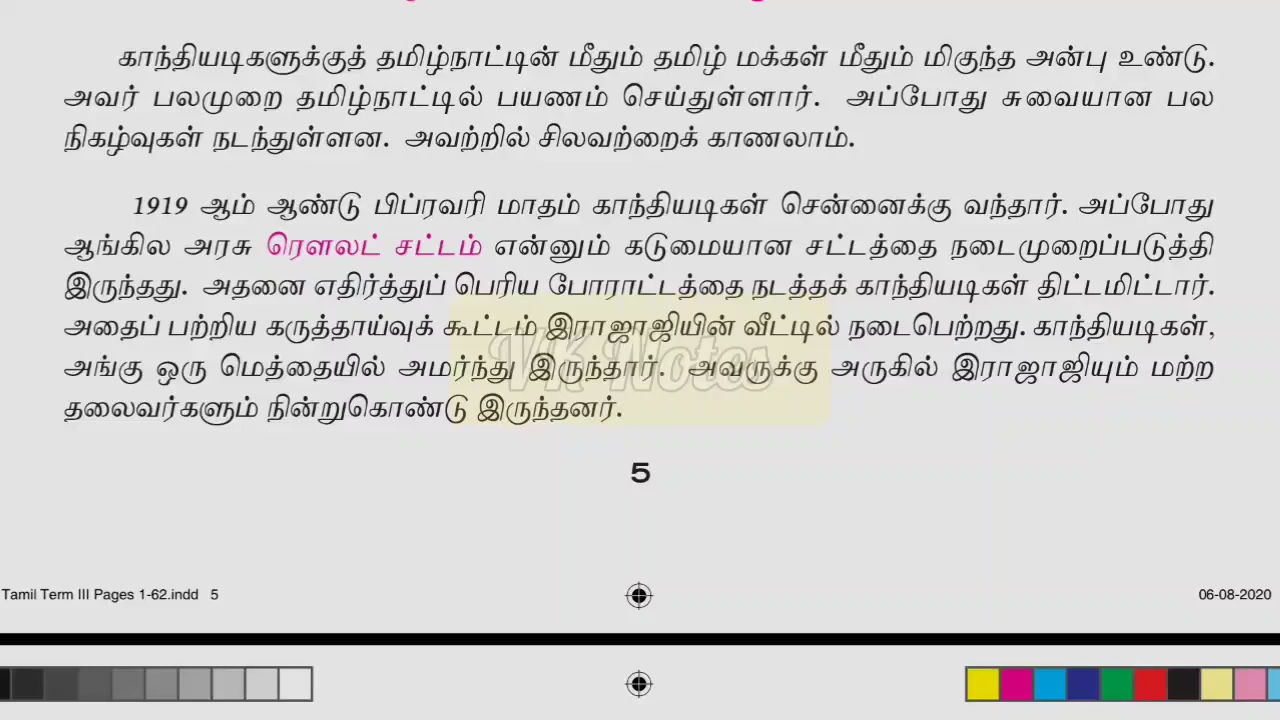 காந்தியடிகளுக்குத் தமிழ்நாட்டின் மீதும் தமிழ் மக்கள் மீதும் மிகுந்த அன்பு உண்டு.
அவர் பலமுறை தமிழ்நாட்டில் பயணம் செய்துள்ளார். அப்போது சுவையான பல
நிகழ்வுகள் நடந்துள்ளன. அவற்றில் சிலவற்றைக் காணலாம்.
1919 ஆம் ஆண்டு பிப்ரவரி மாதம் காந்தியடிகள் சென்னைக்கு வந்தார். அப்போது
ஆங்கில அரசு ரௌலட் சட்டம் என்னும் கடுமையான சட்டத்தை நடைமுறைப்படுத்தி
இருந்தது. அதனை எதிர்த்துப் பெரிய போராட்டத்தை நடத்தக் காந்தியடிகள் திட்டமிட்டார்.
அதைப் பற்றிய கருத்தாய்வுக் கூட்டம் இராஜாஜியின் வீட்டில் நடைபெற்றது. காந்தியடிகள்,
அங்கு ஒரு மெத்தையில் அமர்ந்து இருந்தார். அவருக்கு அருகில் இராஜாஜியும் மற்ற
தலைவர்களும் நின்றுகொண்டு இருந்தனர்.
VK Notes
5
Tamil Term III Pages 1-62.indd 5
06-08-2020